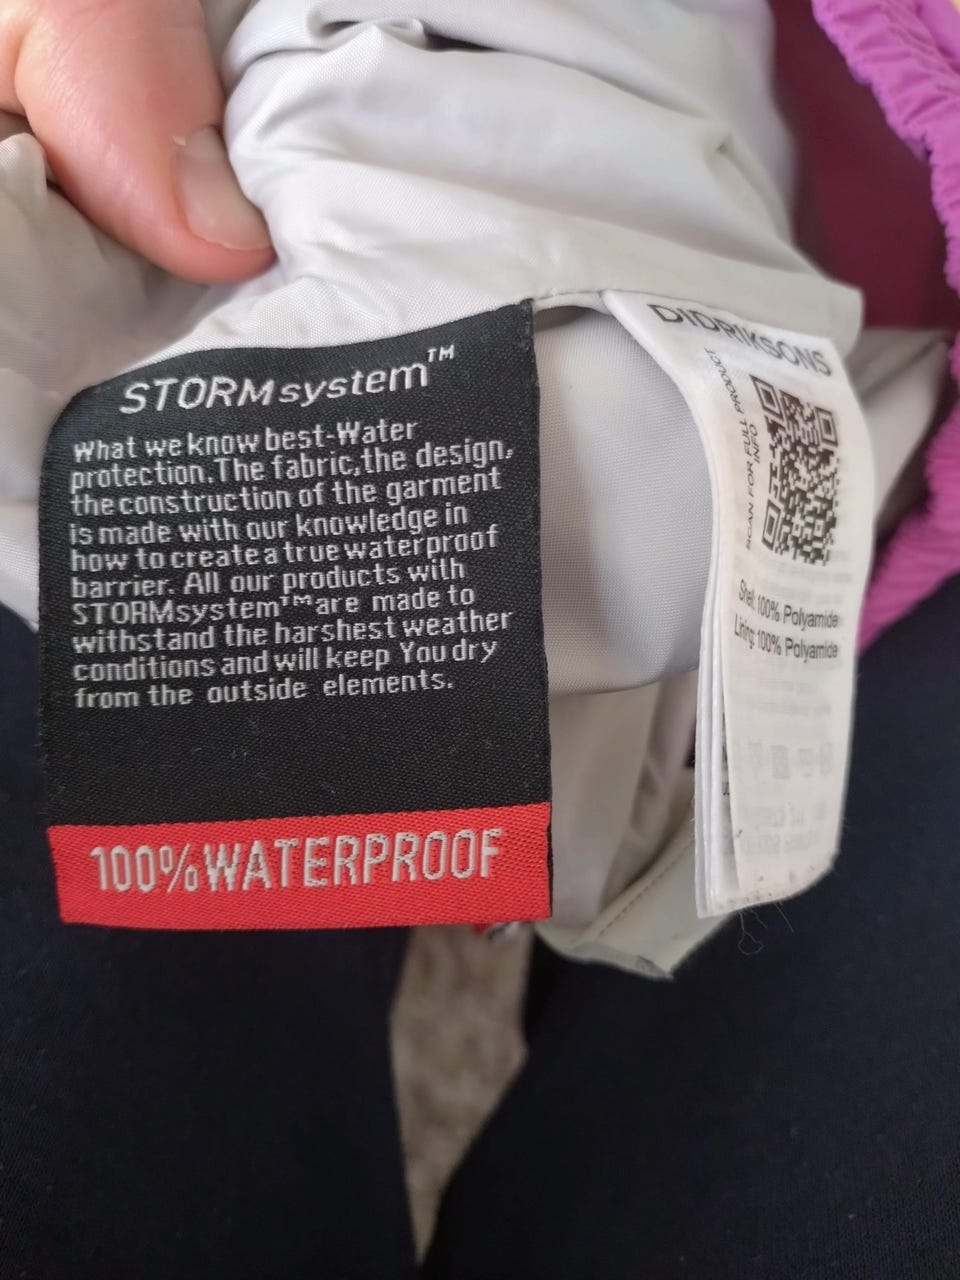 STORMsystem™
What we know best-Water
protection.The fabric,the design,
the construction of the garment
is made with our knowledge in
how to create a true waterproof
barrier. All our products with
STORMsystem™are made to
withstand the harshest weather
conditions and will keep You dry
from the outside elements.
100%WATERPROOF
DIDRIKSONS
SCAN FOR FULL PRODUCT
INFO
Shell: 100% Polyamide
Lining: 100% Polyamide